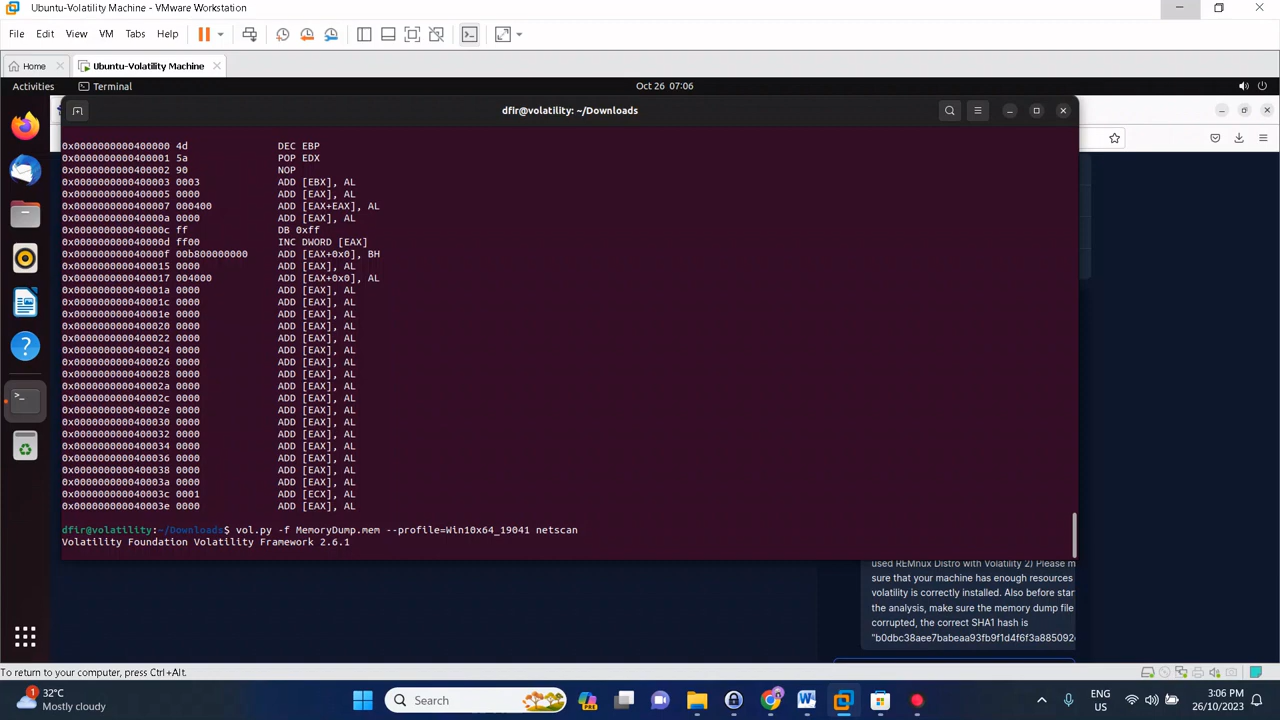 Ubuntu-Volatility Machine - VMware Workstation
File Edit View VM Tabs Help
Home Ubuntu-Volatility Machine
Activities Terminal Oct 26 07:06
dfir@volatility: ~/Downloads
0x0000000000400000 4d DEC EBP
0x0000000000400001 5a POP EDX
0x0000000000400002 90 NOP
0x0000000000400003 0003 ADD [EBX], AL
0x0000000000400005 0000 ADD [EAX], AL
0x0000000000400007 000400 ADD [EAX+EAX], AL
0x000000000040000a 0000 ADD [EAX], AL
0x000000000040000c ff DB 0xff
0x000000000040000d ff00 INC DWORD [EAX]
0x000000000040000f 00b800000000 ADD [EAX+0x0], BH
0x0000000000400015 0000 ADD [EAX], AL
0x0000000000400017 004000 ADD [EAX+0x0], AL
0x000000000040001a 0000 ADD [EAX], AL
0x000000000040001c 0000 ADD [EAX], AL
0x000000000040001e 0000 ADD [EAX], AL
0x0000000000400020 0000 ADD [EAX], AL
0x0000000000400022 0000 ADD [EAX], AL
0x0000000000400024 0000 ADD [EAX], AL
0x0000000000400026 0000 ADD [EAX], AL
0x0000000000400028 0000 ADD [EAX], AL
0x000000000040002a 0000 ADD [EAX], AL
0x000000000040002c 0000 ADD [EAX], AL
0x000000000040002e 0000 ADD [EAX], AL
0x0000000000400030 0000 ADD [EAX], AL
0x0000000000400032 0000 ADD [EAX], AL
0x0000000000400034 0000 ADD [EAX], AL
0x0000000000400036 0000 ADD [EAX], AL
0x0000000000400038 0000 ADD [EAX], AL
0x000000000040003a 0000 ADD [EAX], AL
0x000000000040003c 0001 ADD [ECX], AL
0x000000000040003e 0000 ADD [EAX], AL
dfir@volatility:~/Downloads$ vol.py -f MemoryDump.mem --profile=Win10x64_19041 netscan
Volatility Foundation Volatility Framework 2.6.1
used REMnux Distro with Volatility 2) Please m
sure that your machine has enough resources
volatility is correctly installed. Also before star
the analysis, make sure the memory dump file
corrupted, the correct SHA1 hash is
"b0dbc38aee7babeaa93fb9f1d4f6f3a885092
To return to your computer, press Ctrl+Alt.
1 32°C
Mostly cloudy
Search
PRE
ENG
US
3:06 PM
26/10/2023